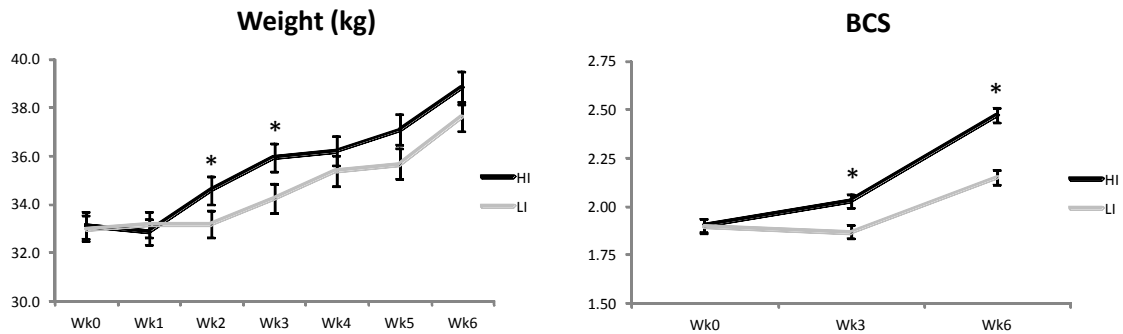 Weight (kg)
40.0
38.0
36.0
34.0
32.0
30.0
* *
HI
LI
Wk0 Wk1 Wk2 Wk3 Wk4 Wk5 Wk6
BCS
2.75
2.50
2.25
2.00
1.75
1.50
* *
HI
LI
Wk0 Wk3 Wk6